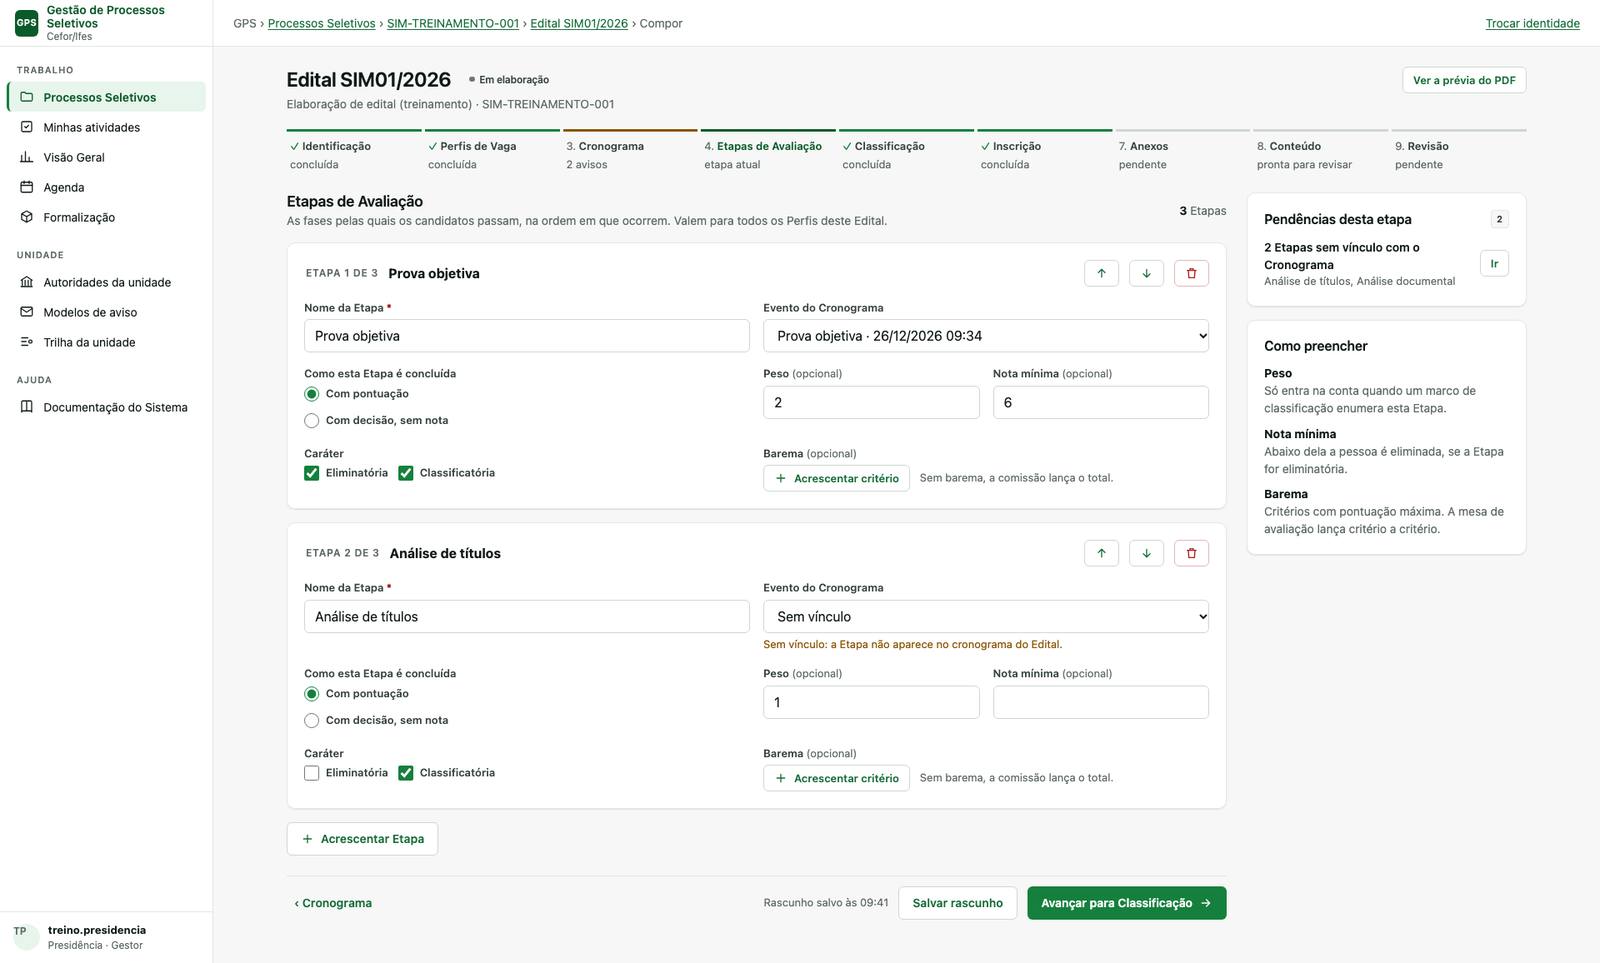 GPS
Gestão de Processos
Seletivos
Cefor/Ifes
GPS › Processos Seletivos › SIM-TREINAMENTO-001 › Edital SIM01/2026 › Compor
Trocar identidade
TRABALHO
Processos Seletivos
Minhas atividades
Visão Geral
Agenda
Formalização
UNIDADE
Autoridades da unidade
Modelos de aviso
Trilha da unidade
AJUDA
Documentação do Sistema
TP
treino.presidencia
Presidência · Gestor
Edital SIM01/2026
Em elaboração
Ver a prévia do PDF
Elaboração de edital (treinamento) · SIM-TREINAMENTO-001
✓ Identificação
concluída
✓ Perfis de Vaga
concluída
3. Cronograma
2 avisos
4. Etapas de Avaliação
etapa atual
✓ Classificação
concluída
✓ Inscrição
concluída
7. Anexos
pendente
8. Conteúdo
pronta para revisar
9. Revisão
pendente
Etapas de Avaliação
As fases pelas quais os candidatos passam, na ordem em que ocorrem. Valem para todos os Perfis deste Edital.
3 Etapas
ETAPA 1 DE 3 Prova objetiva
Nome da Etapa *
Prova objetiva
Evento do Cronograma
Prova objetiva · 26/12/2026 09:34
Como esta Etapa é concluída
Com pontuação
Com decisão, sem nota
Peso (opcional)
2
Nota mínima (opcional)
6
Caráter
Eliminatória
Classificatória
Barema (opcional)
+ Acrescentar critério
Sem barema, a comissão lança o total.
ETAPA 2 DE 3 Análise de títulos
Nome da Etapa *
Análise de títulos
Evento do Cronograma
Sem vínculo
Sem vínculo: a Etapa não aparece no cronograma do Edital.
Como esta Etapa é concluída
Com pontuação
Com decisão, sem nota
Peso (opcional)
1
Nota mínima (opcional)
Caráter
Eliminatória
Classificatória
Barema (opcional)
+ Acrescentar critério
Sem barema, a comissão lança o total.
+ Acrescentar Etapa
‹ Cronograma
Rascunho salvo às 09:41
Salvar rascunho
Avançar para Classificação →
Pendências desta etapa
2
2 Etapas sem vínculo com o
Cronograma
Análise de títulos, Análise documental
Ir
Como preencher
Peso
Só entra na conta quando um marco de
classificação enumera esta Etapa.
Nota mínima
Abaixo dela a pessoa é eliminada, se a Etapa
for eliminatória.
Barema
Critérios com pontuação máxima. A mesa de
avaliação lança critério a critério.